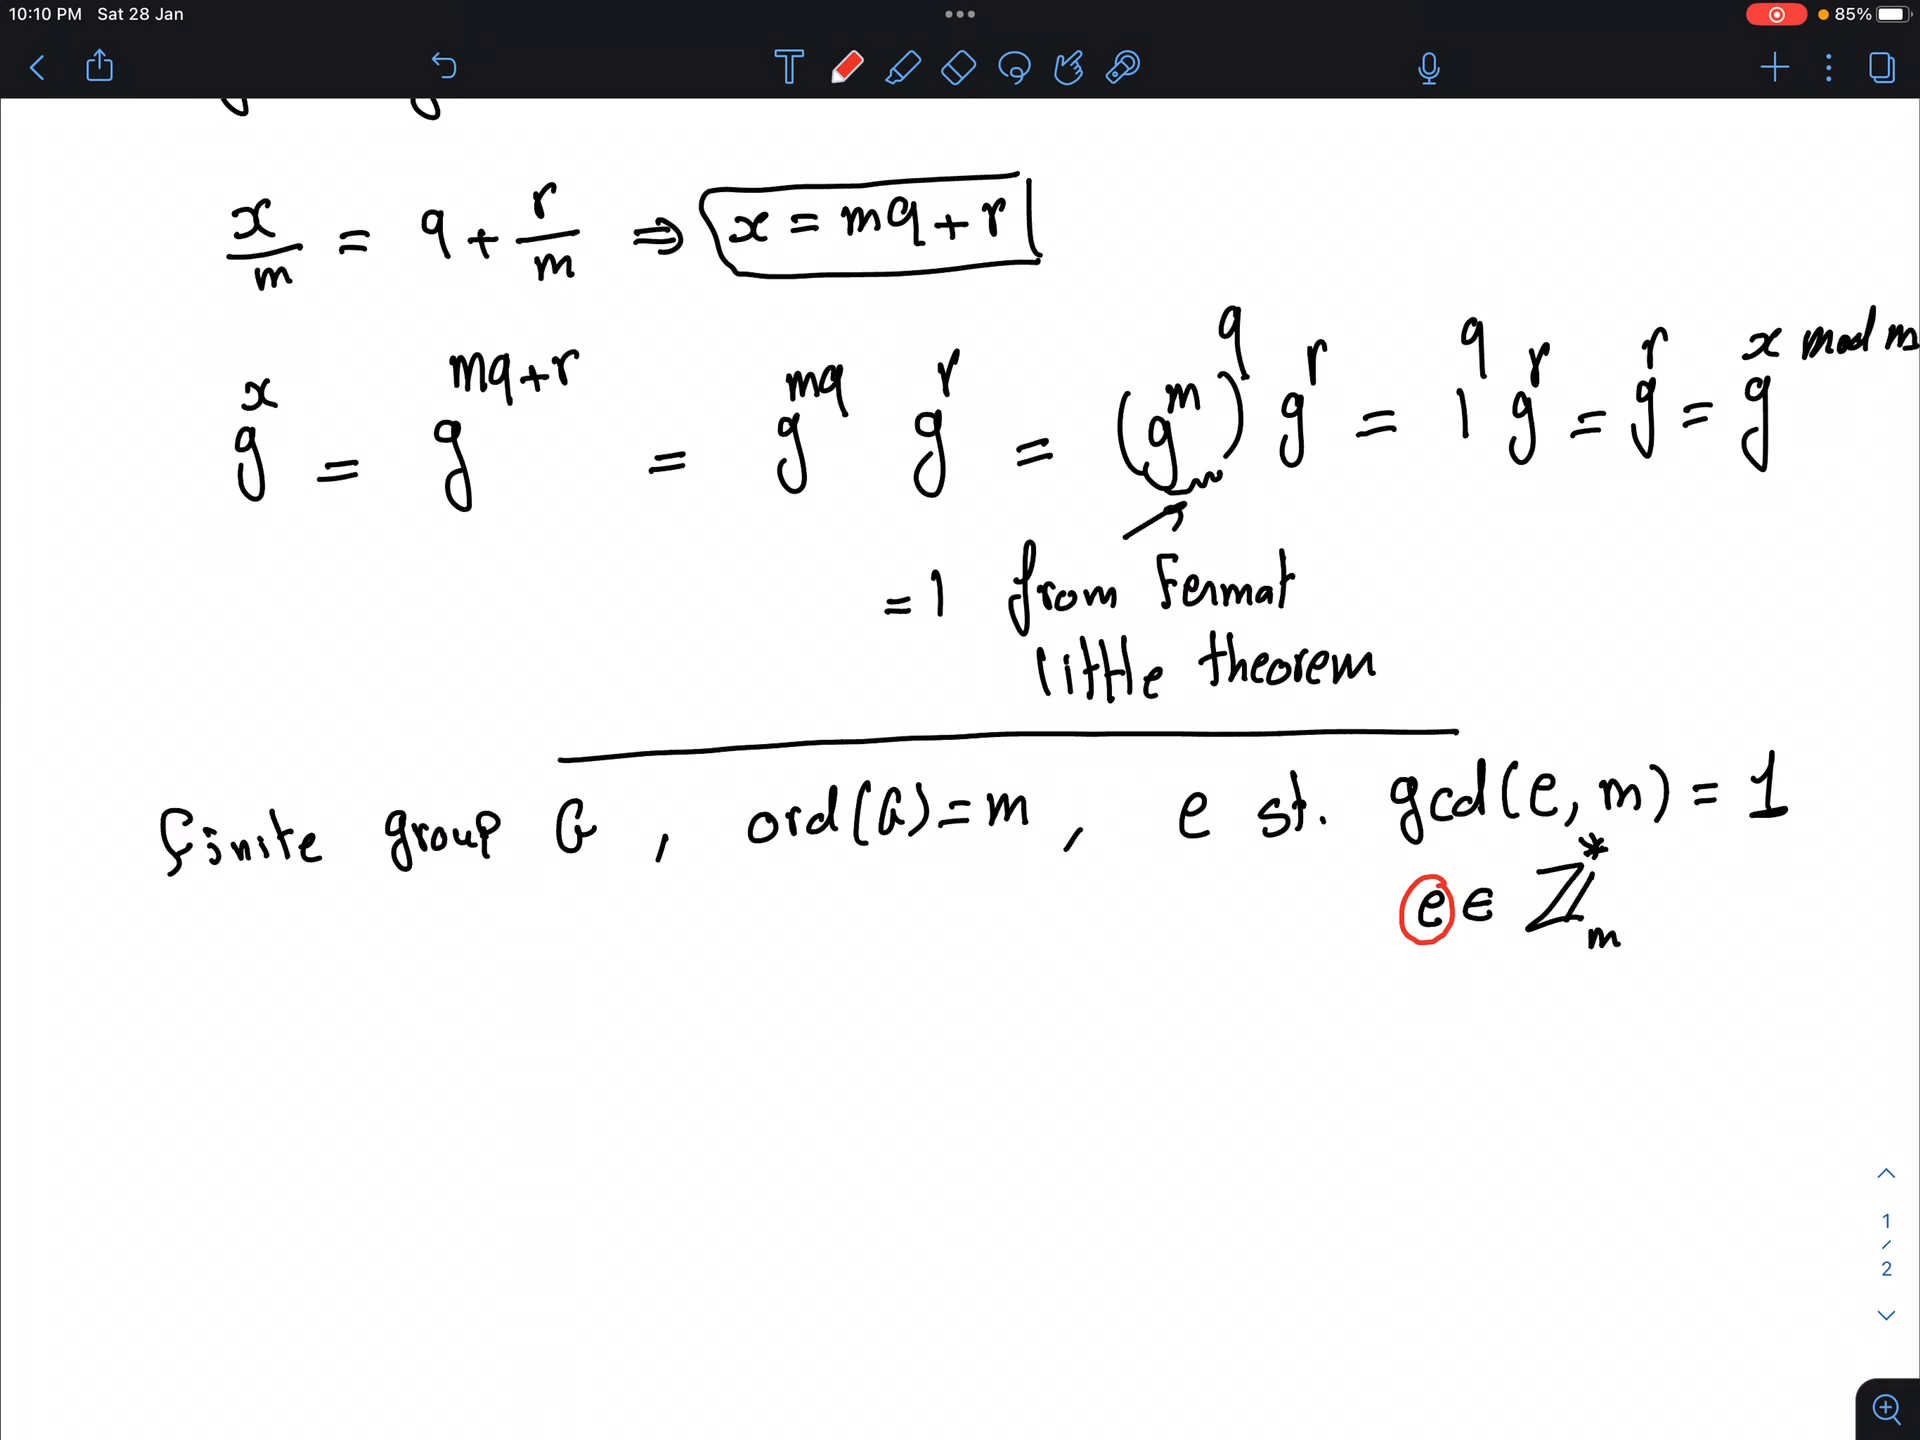 10:10 PM Sat 28 Jan
85%
x/m = q + r/m ⇒ x = mq + r
g^x = g^{mq+r} = g^{mq} g^r = (g^m)^q g^r = 1^q g^r = g^r = g^{x mod m}
= 1 from Fermat
little theorem
finite group G , ord(G) = m , e st. gcd(e, m) = 1
e ∈ ℤ*_m
1
/
2